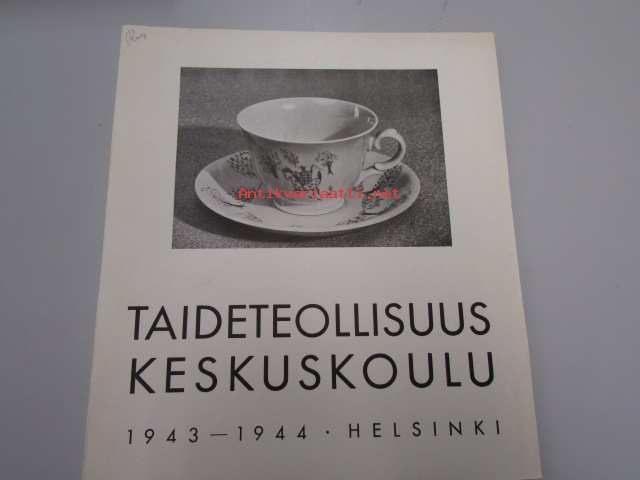 Antikvariaatti.net
TAIDETEOLLISUUS
KESKUSKOULU
1943—1944 · HELSINKI